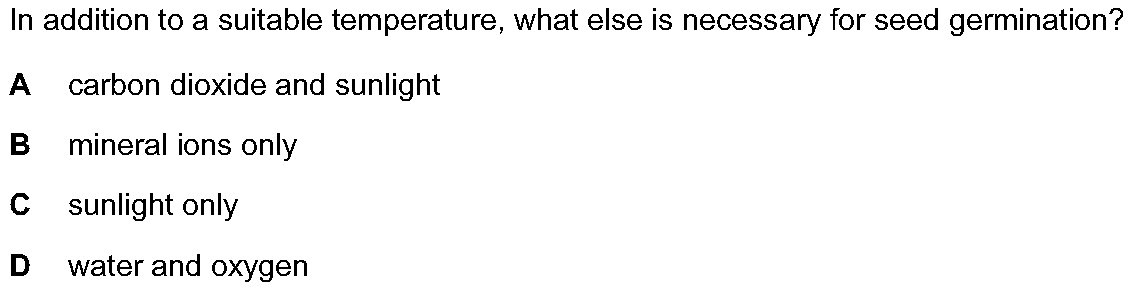 In addition to a suitable temperature, what else is necessary for seed germination?
A carbon dioxide and sunlight
B mineral ions only
C sunlight only
D water and oxygen